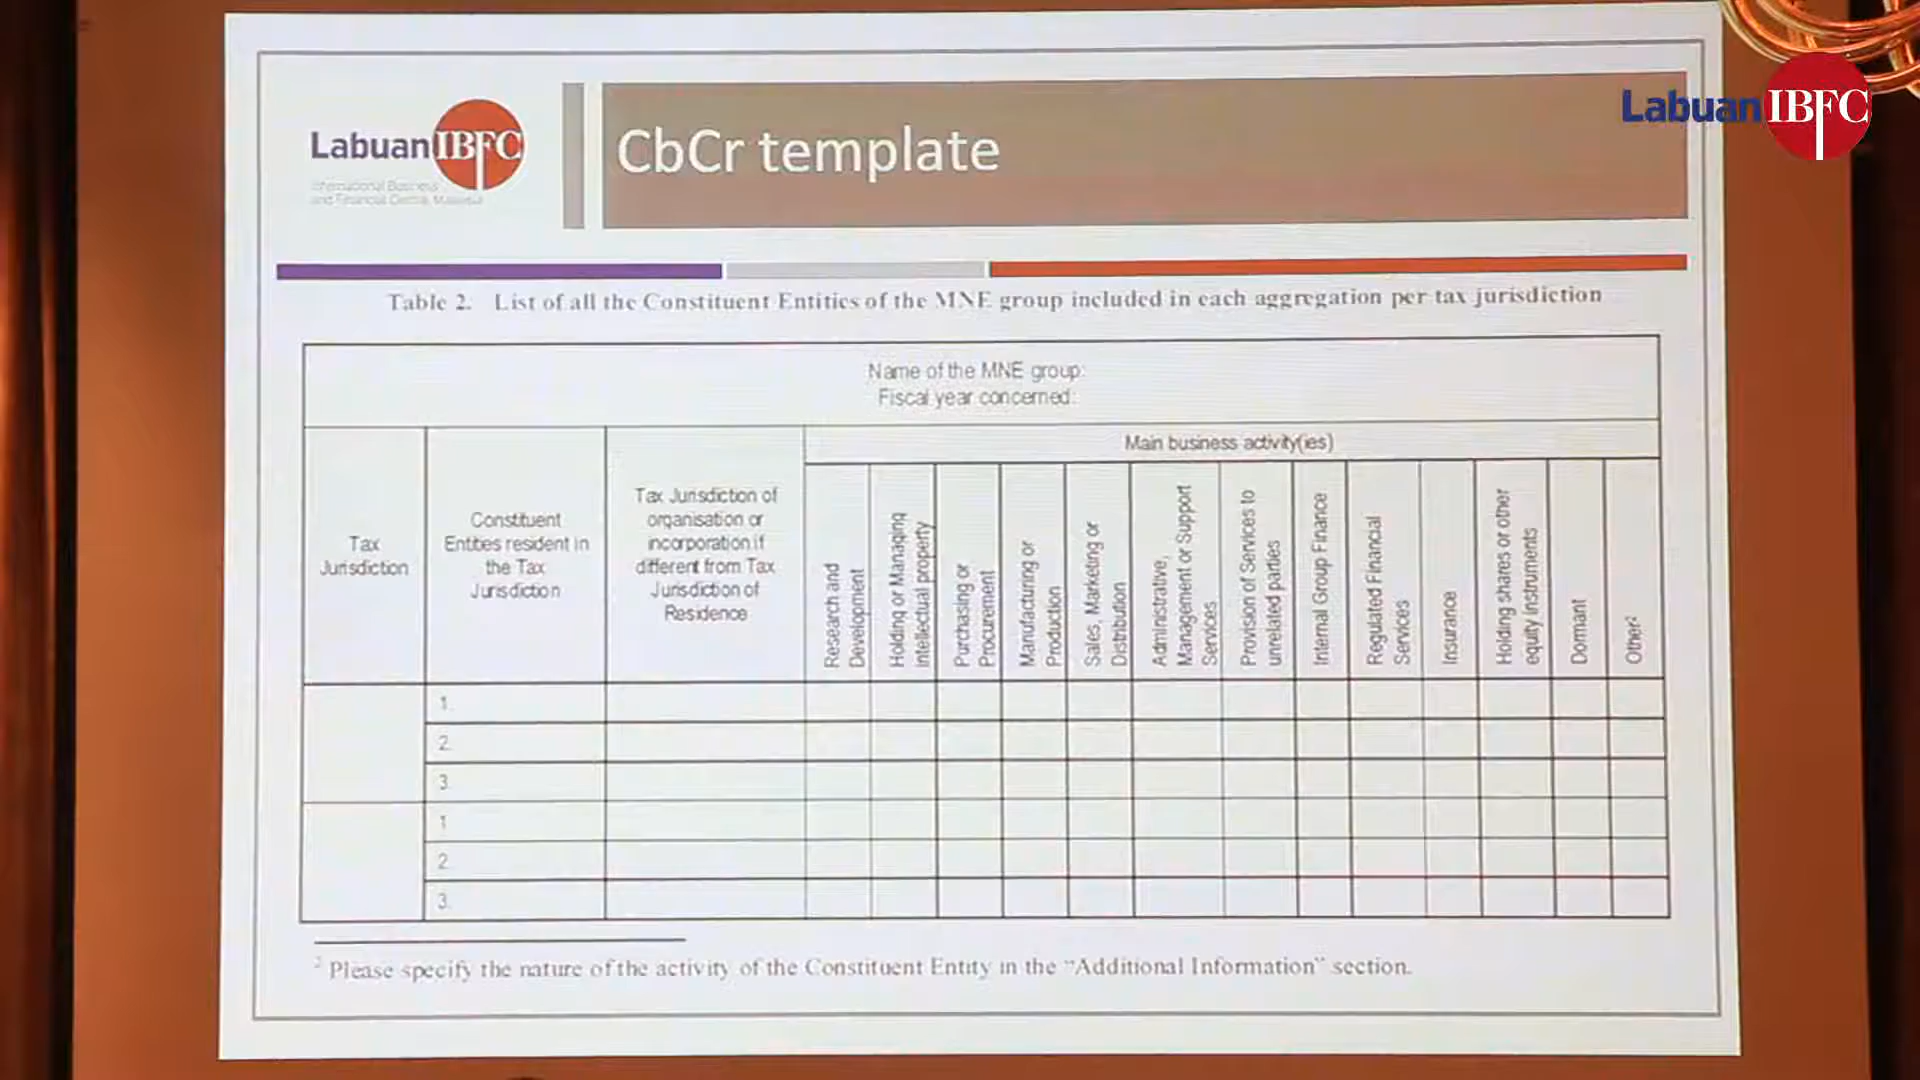 Labuan IBFC
Labuan IBFC
International Business
and Financial Centre, Malaysia
CbCr template
Table 2. List of all the Constituent Entities of the MNE group included in each aggregation per tax jurisdiction
Name of the MNE group:
Fiscal year concerned:
Main business activity(ies)
Tax
Jurisdiction
Constituent
Entities resident in
the Tax
Jurisdiction
Tax Jurisdiction of
organisation or
incorporation if
different from Tax
Jurisdiction of
Residence
Research and
Development
Holding or Managing
intellectual property
Purchasing or
Procurement
Manufacturing or
Production
Sales, Marketing or
Distribution
Administrative,
Management or Support
Services
Provision of Services to
unrelated parties
Internal Group Finance
Regulated Financial
Services
Insurance
Holding shares or other
equity instruments
Dormant
Other²
1.
2.
3.
1.
2.
3.
² Please specify the nature of the activity of the Constituent Entity in the “Additional Information” section.